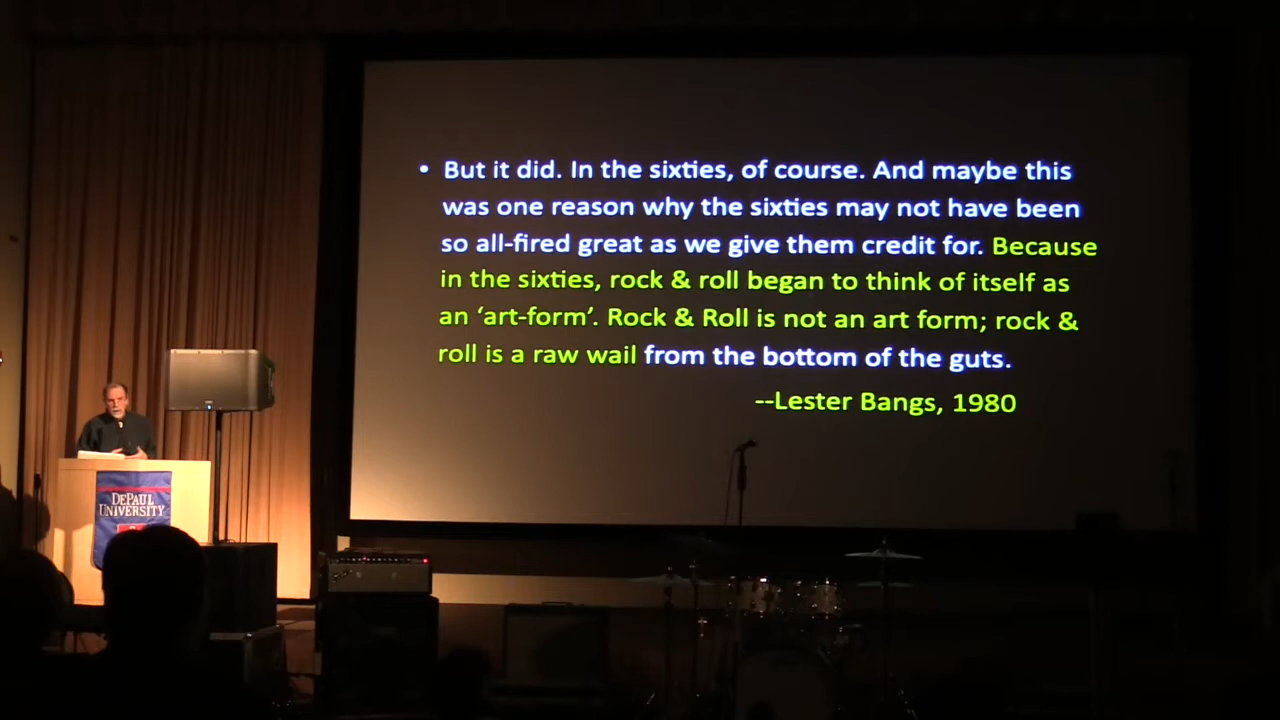 • But it did. In the sixties, of course. And maybe this
was one reason why the sixties may not have been
so all-fired great as we give them credit for. Because
in the sixties, rock & roll began to think of itself as
an ‘art-form’. Rock & Roll is not an art form; rock &
roll is a raw wail from the bottom of the guts.
--Lester Bangs, 1980
DEPAUL
UNIVERSITY